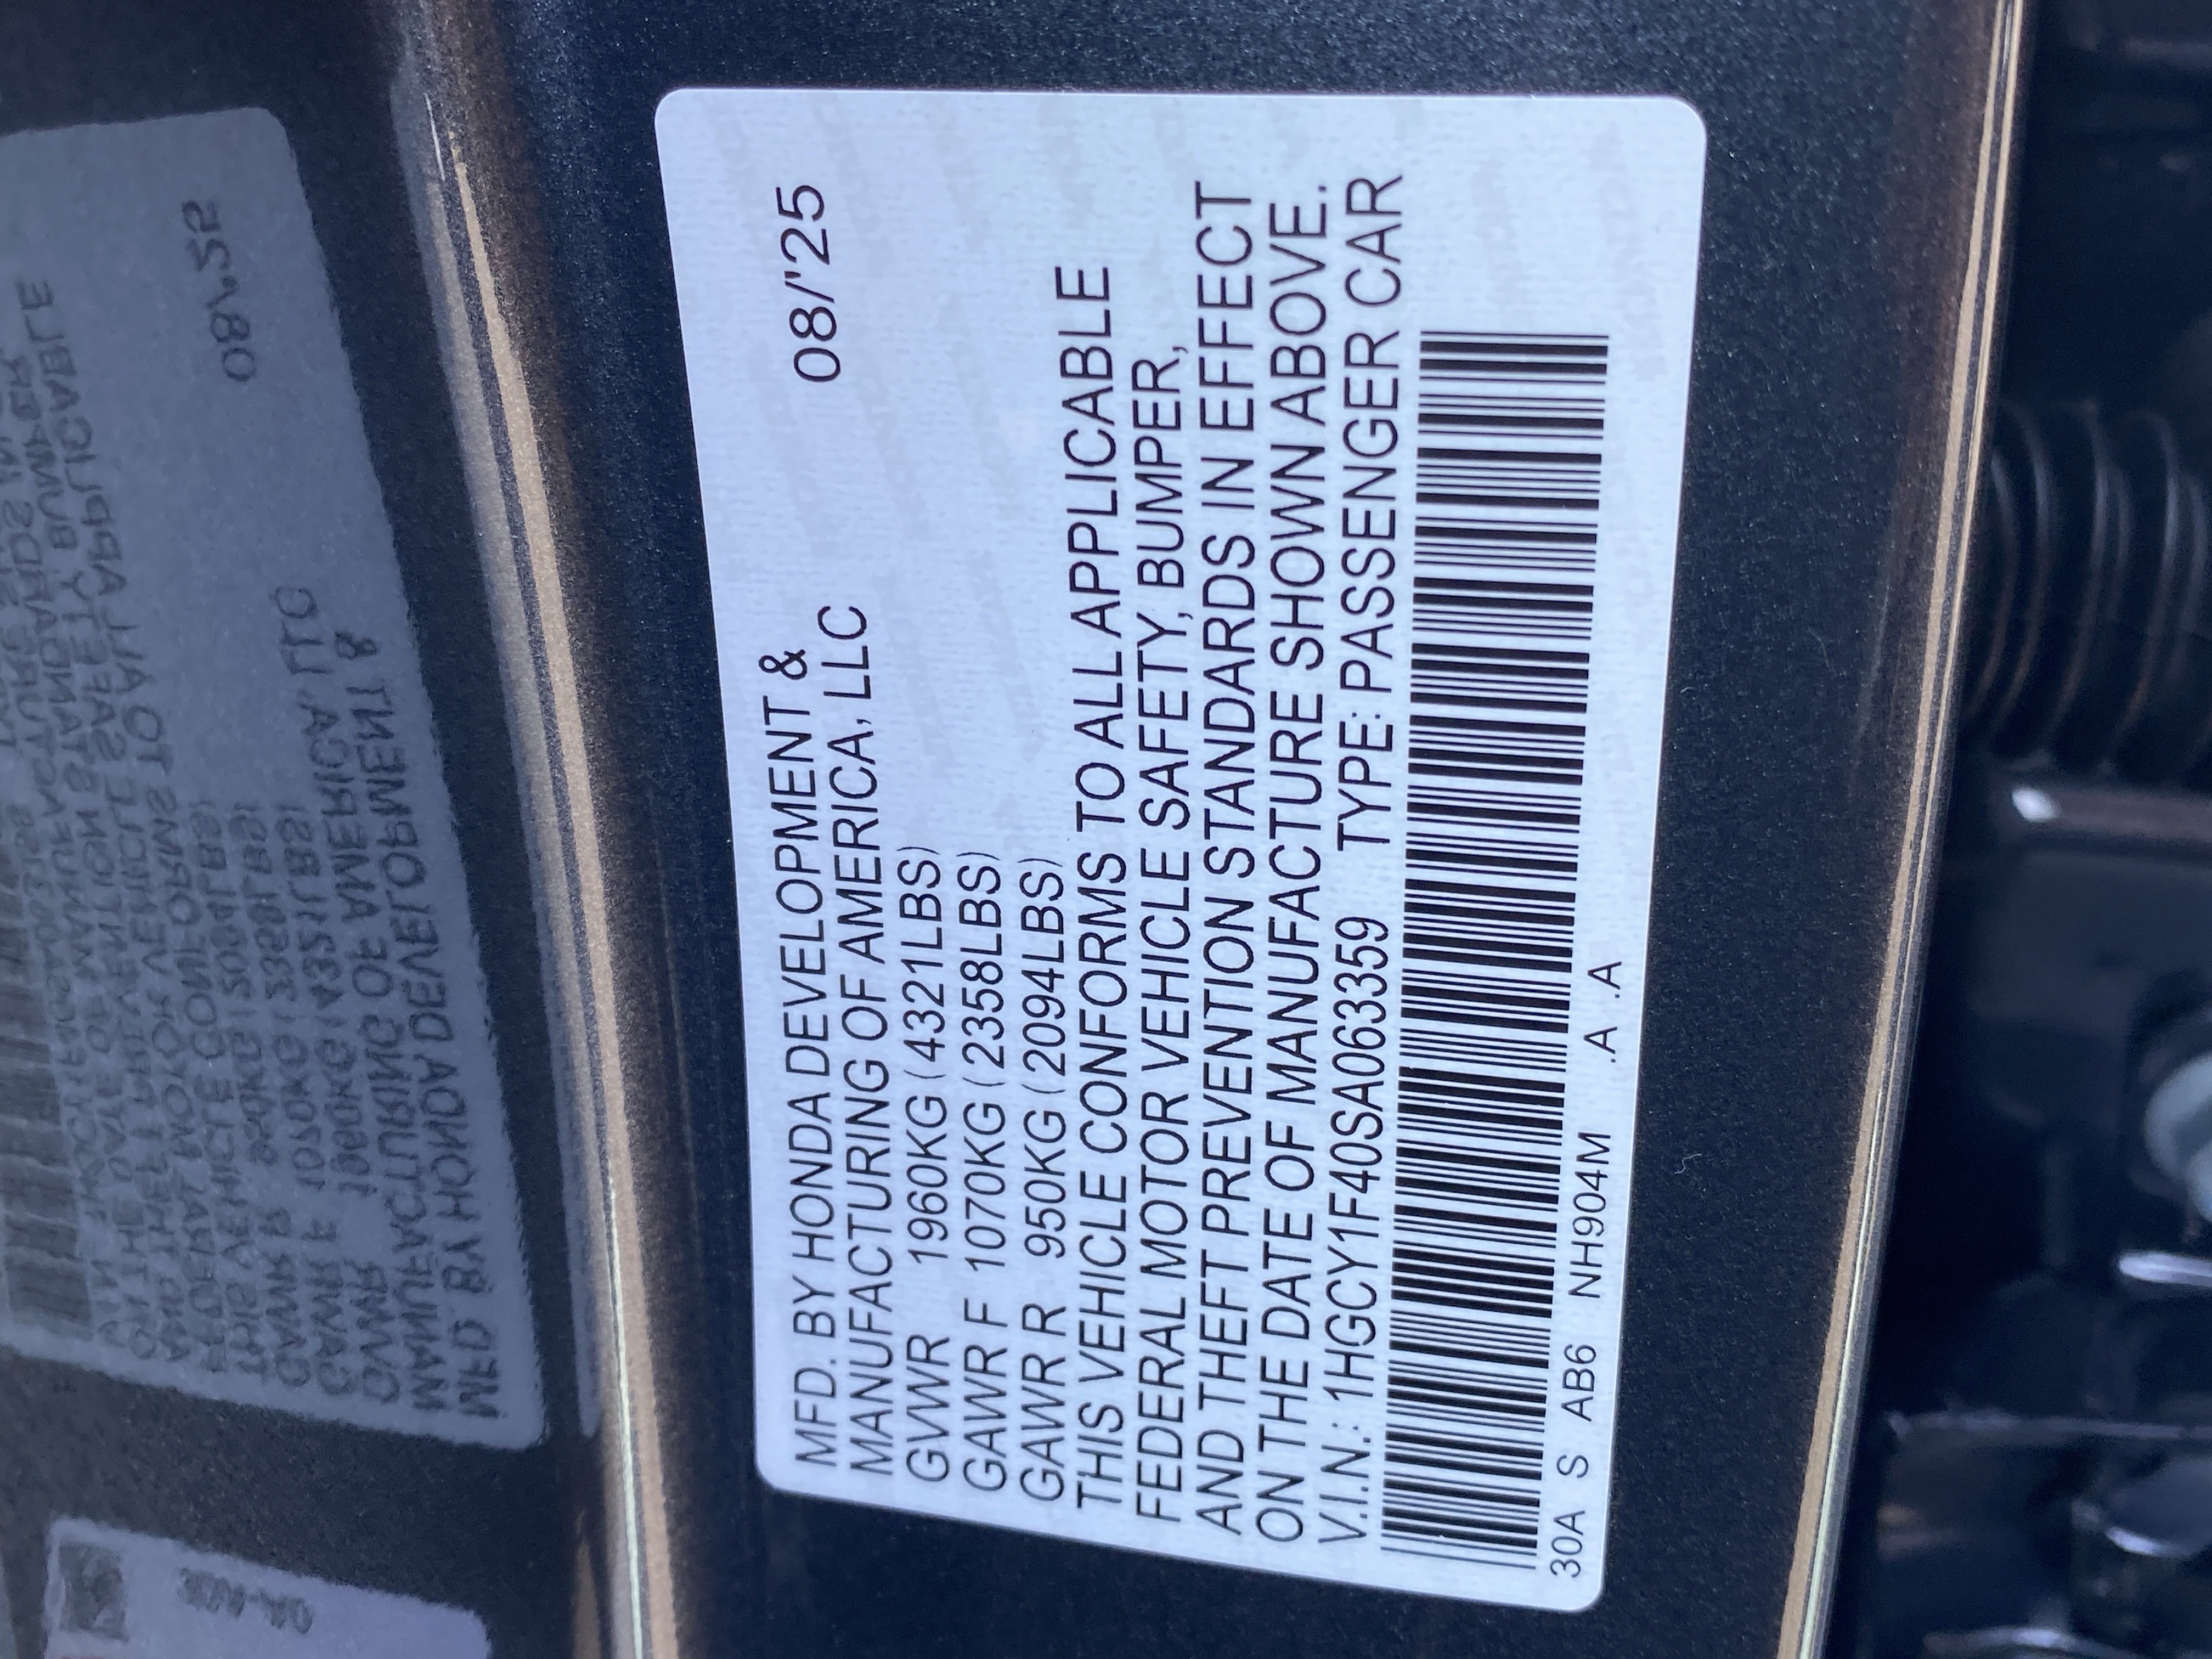 MFD. BY HONDA DEVELOPMENT &
MANUFACTURING OF AMERICA, LLC 08/'25
GVWR 1960KG (4321LBS)
GAWR F 1070KG (2358LBS)
GAWR R 950KG (2094LBS)
THIS VEHICLE CONFORMS TO ALL APPLICABLE
FEDERAL MOTOR VEHICLE SAFETY, BUMPER,
AND THEFT PREVENTION STANDARDS IN EFFECT
ON THE DATE OF MANUFACTURE SHOWN ABOVE.
V.I.N.: 1HGCY1F40SA063359 TYPE: PASSENGER CAR
30A S AB6 NH904M .A .A